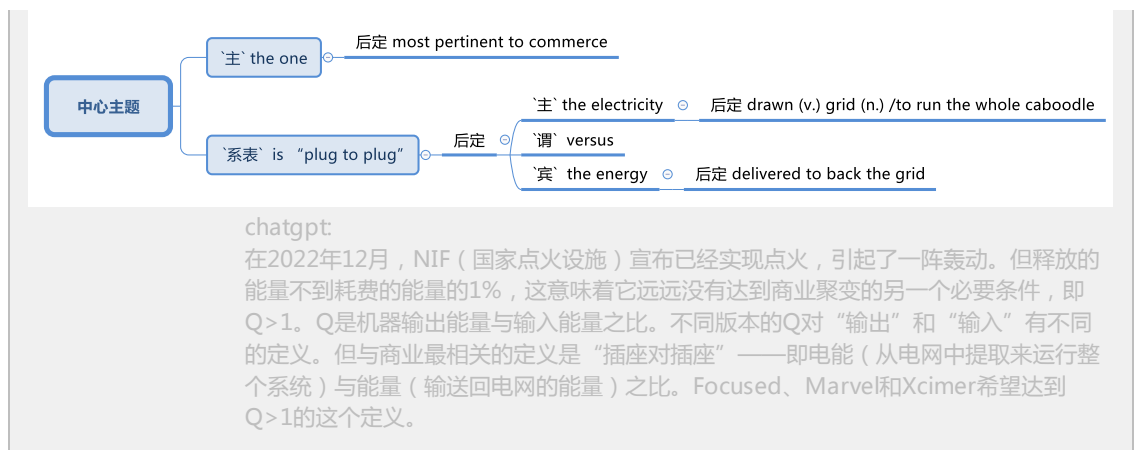 后定 most pertinent to commerce
`主` the one
中心主题
`主` the electricity
后定 drawn (v.) grid (n.) /to run the whole caboodle
后定
`谓` versus
`系表` is “plug to plug”
`宾` the energy
后定 delivered to back the grid
chatgpt:
在2022年12月，NIF（国家点火设施）宣布已经实现点火，引起了一阵轰动。但释放的
能量不到耗费的能量的1%，这意味着它远远没有达到商业聚变的另一个必要条件，即
Q>1。Q是机器输出能量与输入能量之比。不同版本的Q对“输出”和“输入”有不同
的定义。但与商业最相关的定义是“插座对插座”——即电能（从电网中提取来运行整
个系统）与能量（输送回电网的能量）之比。Focused、Marvel和Xcimer希望达到
Q>1的这个定义。